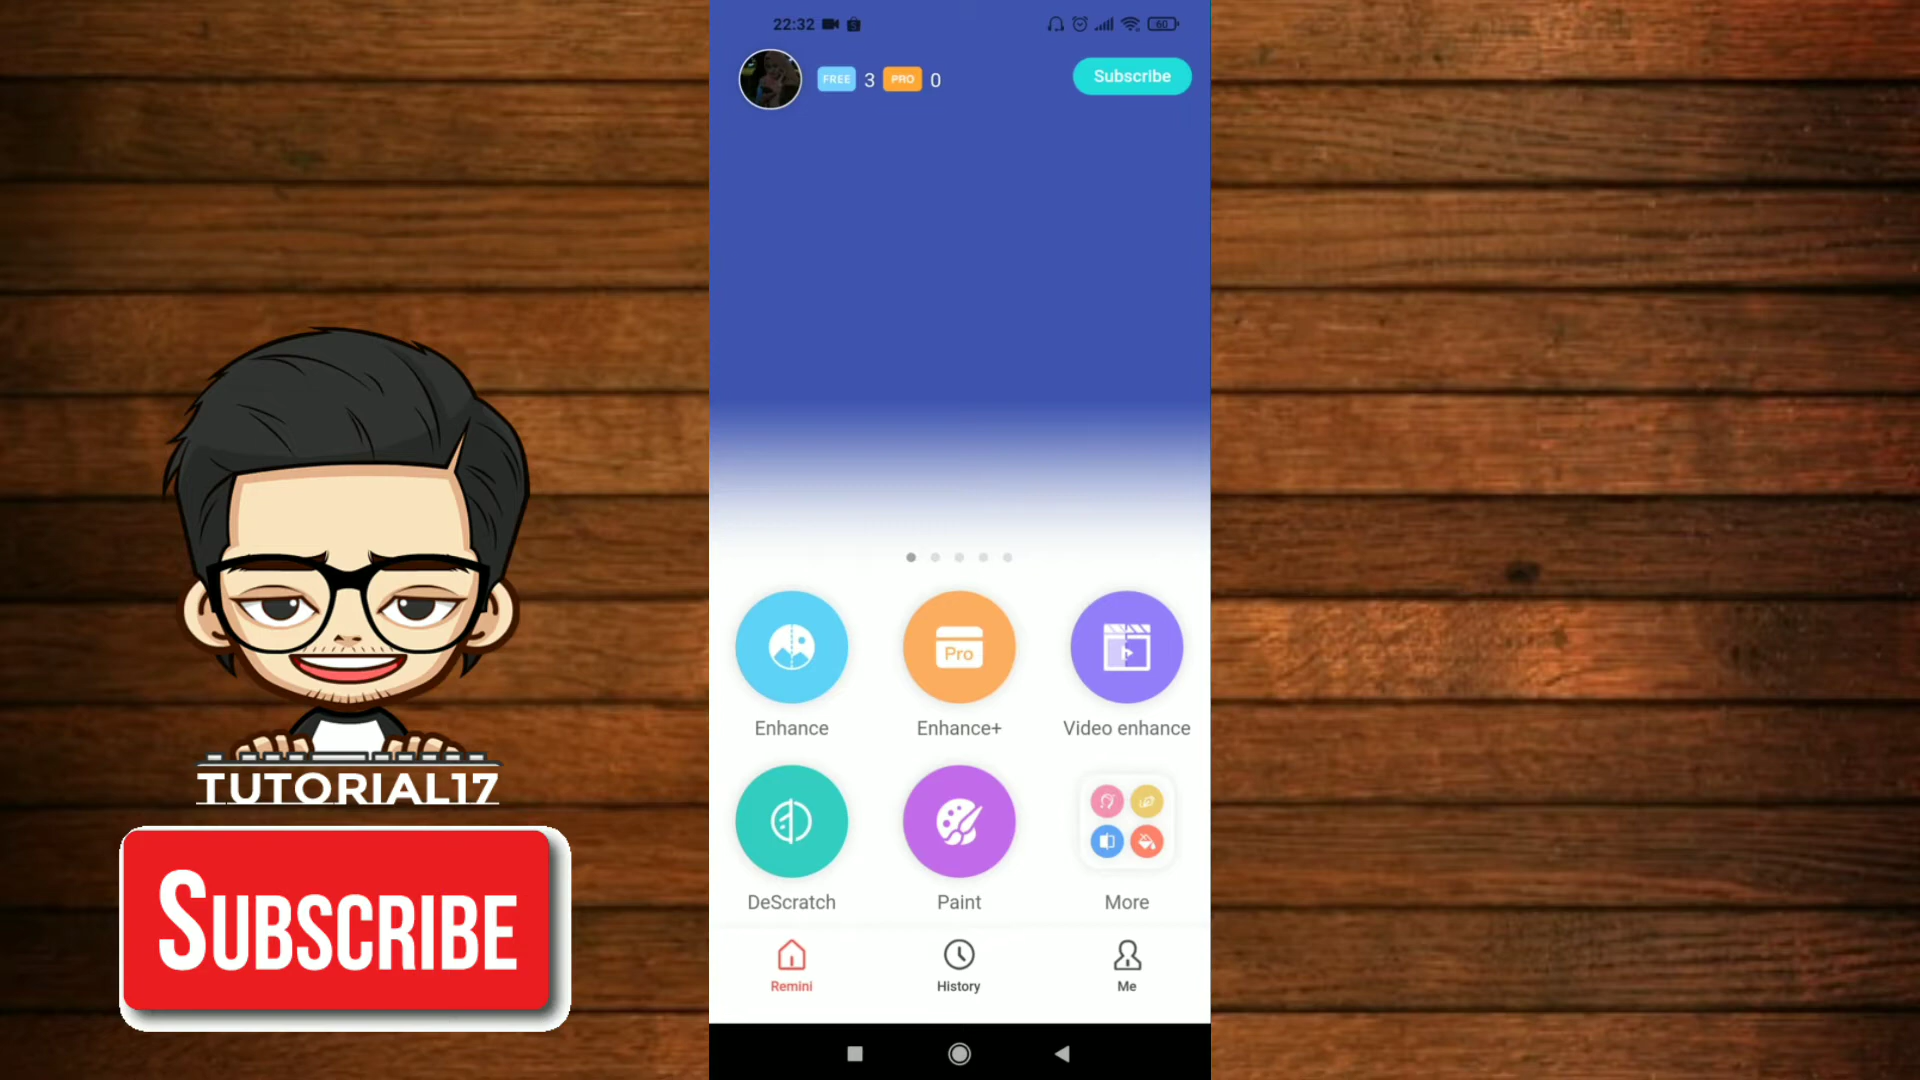 22:32
60
FREE 3 PRO 0
Subscribe
Pro
Enhance
Enhance+
Video enhance
DeScratch
Paint
More
Remini
History
Me
TUTORIAL17
SUBSCRIBE